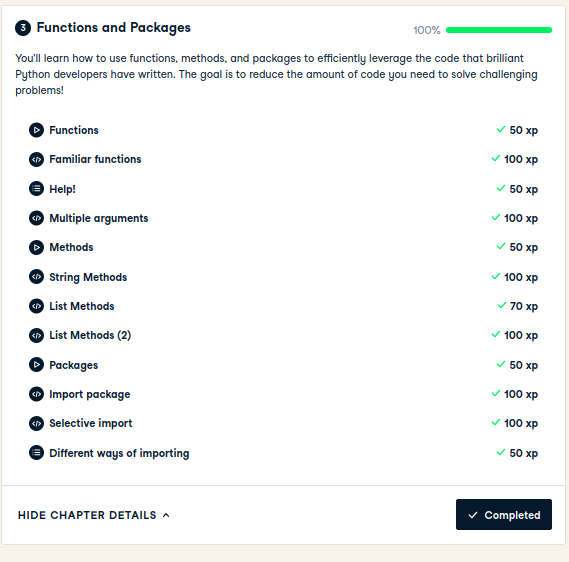 3 Functions and Packages
100%
You'll learn how to use functions, methods, and packages to efficiently leverage the code that brilliant
Python developers have written. The goal is to reduce the amount of code you need to solve challenging
problems!
Functions 50 xp
Familiar functions 100 xp
Help! 50 xp
Multiple arguments 100 xp
Methods 50 xp
String Methods 100 xp
List Methods 70 xp
List Methods (2) 100 xp
Packages 50 xp
Import package 100 xp
Selective import 100 xp
Different ways of importing 50 xp
HIDE CHAPTER DETAILS
Completed